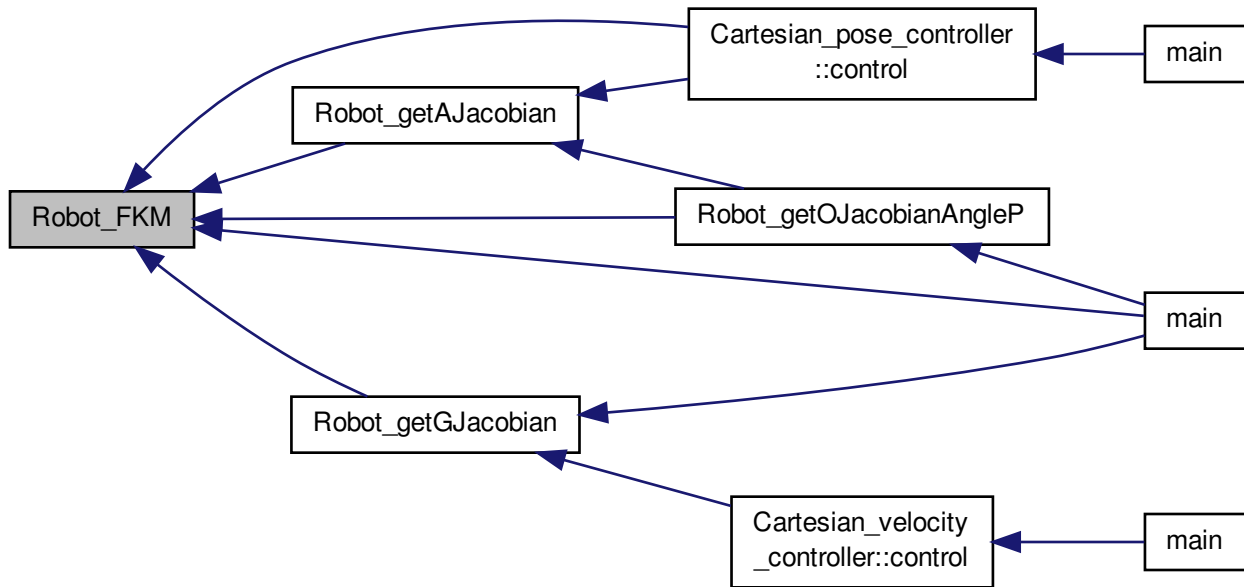 Cartesian_pose_controller
::control
main
Robot_getAJacobian
Robot_FKM
Robot_getOJacobianAngleP
main
Robot_getGJacobian
Cartesian_velocity
_controller::control
main